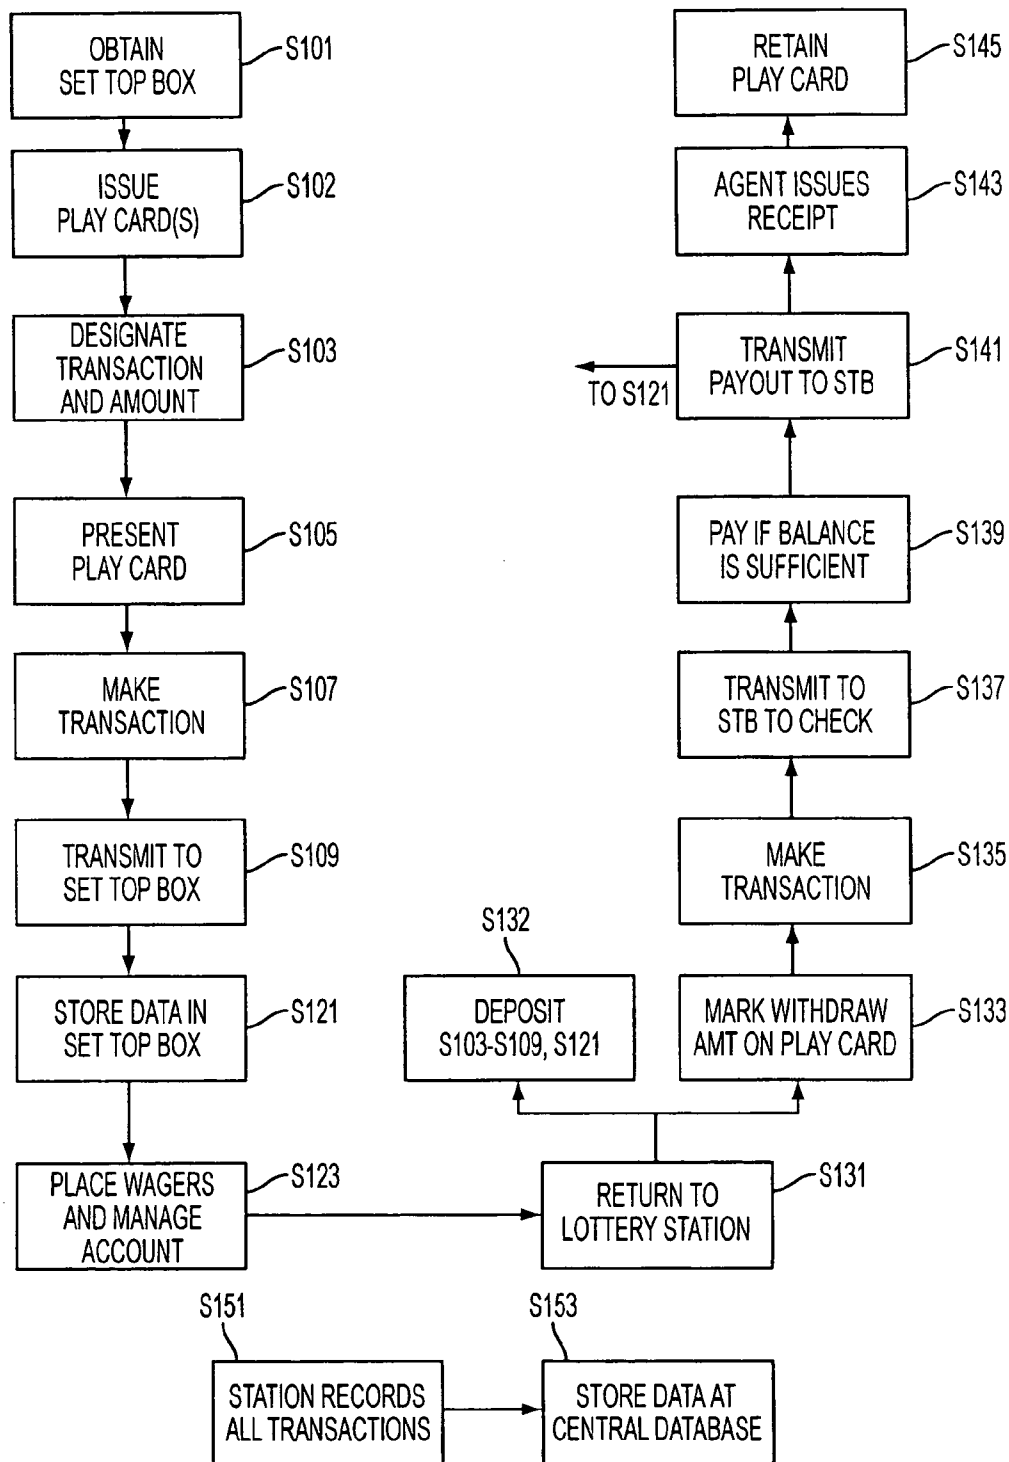 OBTAIN
SET TOP BOX
S101
ISSUE
PLAY CARD(S)
S102
DESIGNATE
TRANSACTION
AND AMOUNT
S103
PRESENT
PLAY CARD
S105
MAKE
TRANSACTION
S107
TRANSMIT TO
SET TOP BOX
S109
STORE DATA IN
SET TOP BOX
S121
PLACE WAGERS
AND MANAGE
ACCOUNT
S123
RETURN TO
LOTTERY STATION
S131
S132
DEPOSIT
S103-S109, S121
MARK WITHDRAW
AMT ON PLAY CARD
S133
MAKE
TRANSACTION
S135
TRANSMIT TO
STB TO CHECK
S137
PAY IF BALANCE
IS SUFFICIENT
S139
TRANSMIT
PAYOUT TO STB
S141
TO S121
AGENT ISSUES
RECEIPT
S143
RETAIN
PLAY CARD
S145
S151
STATION RECORDS
ALL TRANSACTIONS
S153
STORE DATA AT
CENTRAL DATABASE